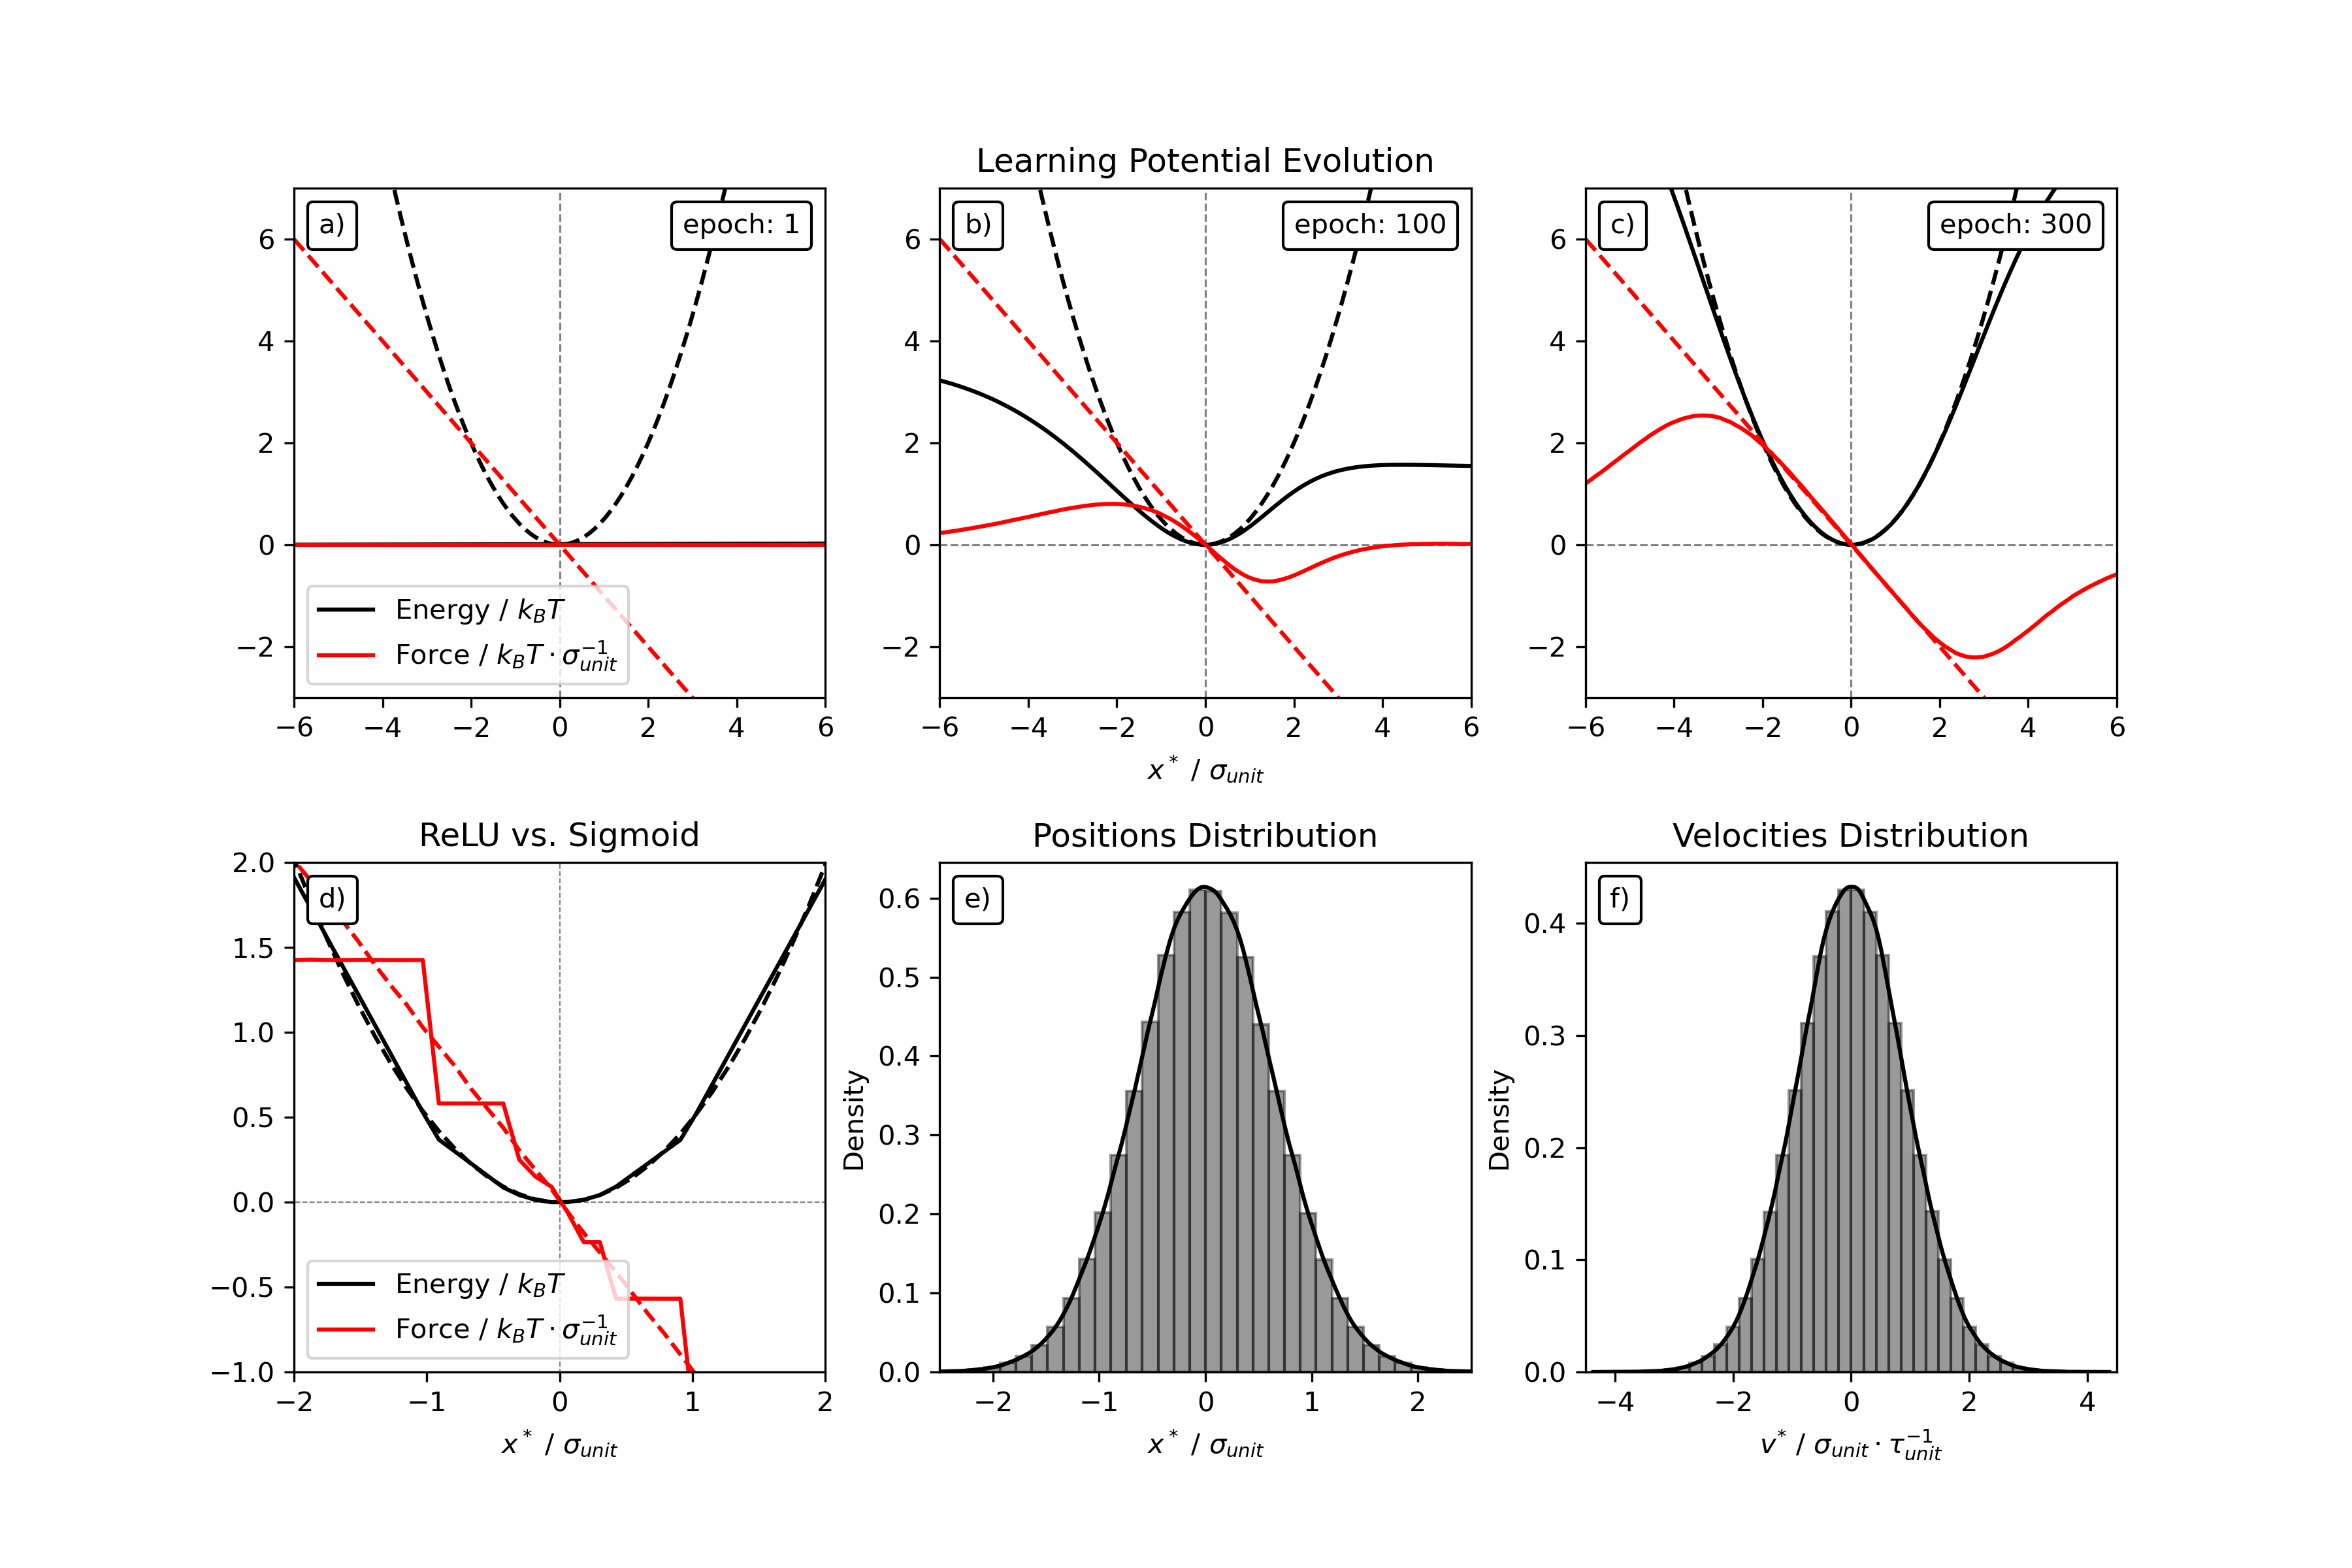 Learning Potential Evolution
a)
epoch: 1
6
4
2
0
−2
Energy / k_BT
Force / k_BT · σ_unit^−1
−6 −4 −2 0 2 4 6
b)
epoch: 100
6
4
2
0
−2
−6 −4 −2 0 2 4 6
x* / σ_unit
c)
epoch: 300
6
4
2
0
−2
−6 −4 −2 0 2 4 6
ReLU vs. Sigmoid
d)
2.0
1.5
1.0
0.5
0.0
−0.5
−1.0
Energy / k_BT
Force / k_BT · σ_unit^−1
−2 −1 0 1 2
x* / σ_unit
Positions Distribution
e)
Density
0.6
0.5
0.4
0.3
0.2
0.1
0.0
−2 −1 0 1 2
x* / σ_unit
Velocities Distribution
f)
Density
0.4
0.3
0.2
0.1
0.0
−4 −2 0 2 4
v* / σ_unit · τ_unit^−1